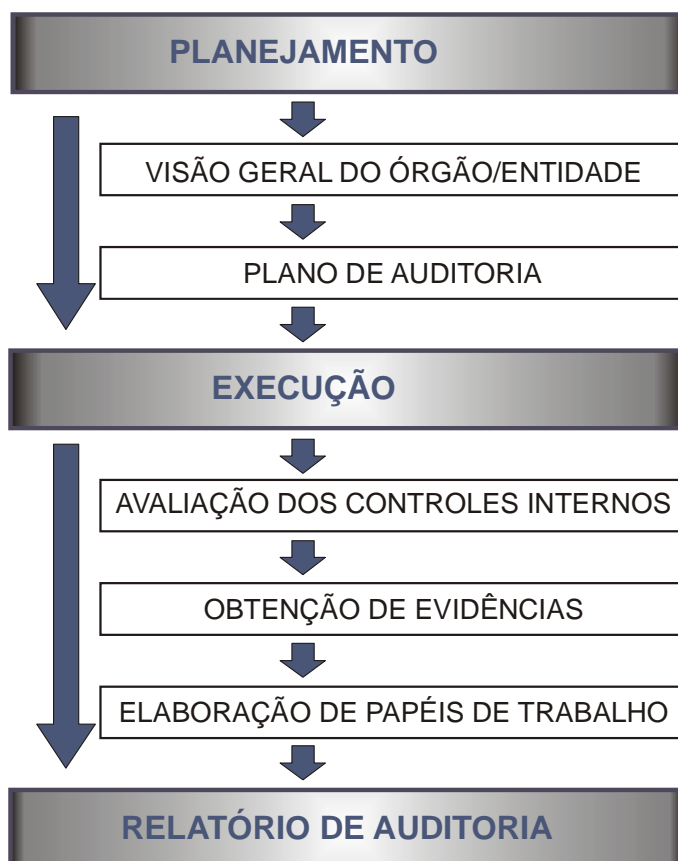 PLANEJAMENTO
VISÃO GERAL DO ÓRGÃO/ENTIDADE
PLANO DE AUDITORIA
EXECUÇÃO
AVALIAÇÃO DOS CONTROLES INTERNOS
OBTENÇÃO DE EVIDÊNCIAS
ELABORAÇÃO DE PAPÉIS DE TRABALHO
RELATÓRIO DE AUDITORIA